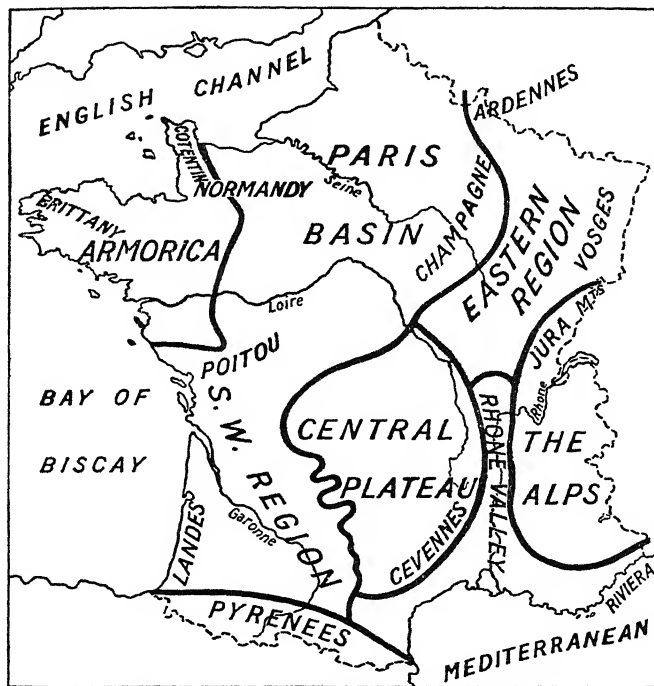 ENGLISH CHANNEL
ARDENNES
COTENTIN
PARIS
NORMANDY
Seine
CHAMPAGNE
BRITTANY
ARMORICA
BASIN
EASTERN
REGION
VOSGES
Loire
JURA MTS
POITOU
BAY OF
BISCAY
S. W. REGION
CENTRAL
PLATEAU
RHONE VALLEY
Rhone
THE
ALPS
LANDES
Garonne
CEVENNES
RIVIERA
PYRENEES
MEDITERRANEAN